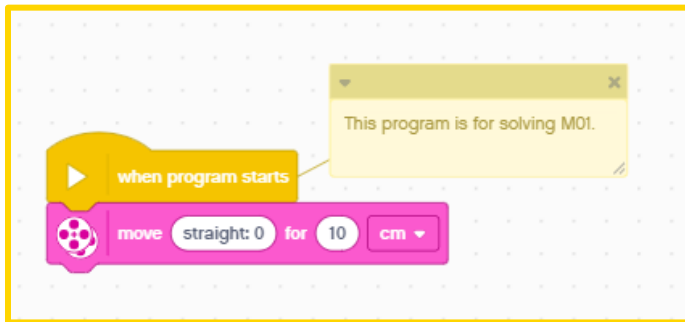 This program is for solving M01.
when program starts
move straight: 0 for 10 cm